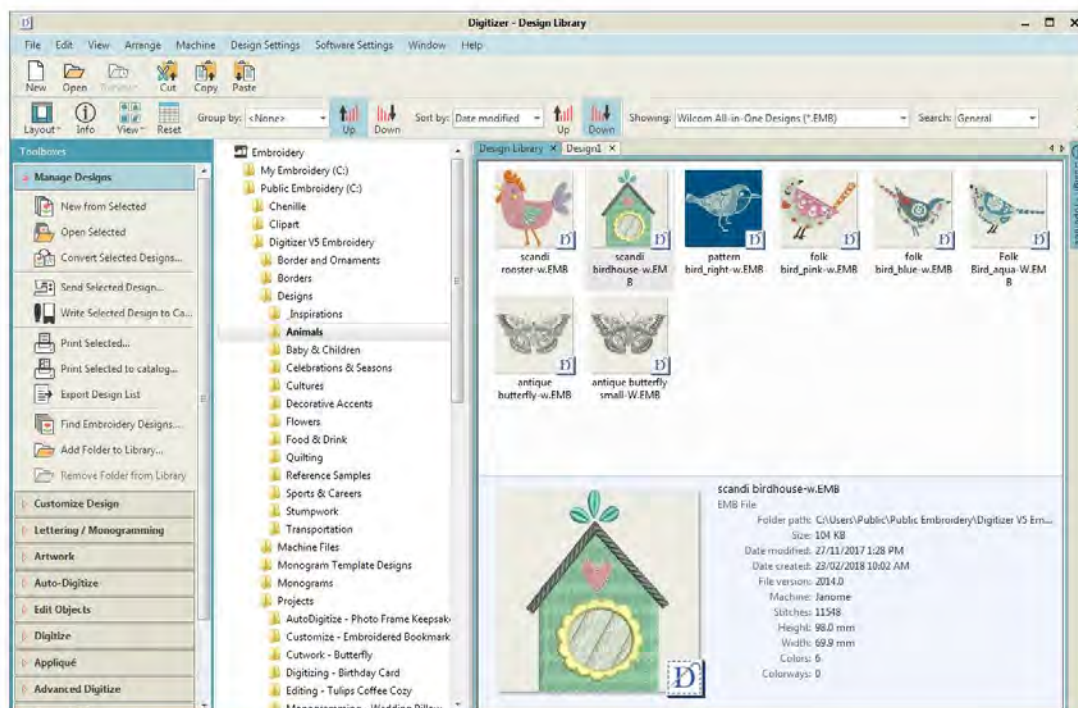 Digitizer - Design Library
File Edit View Arrange Machine Design Settings Software Settings Window Help
New Open Cut Copy Paste
Layout Info View Reset Group by: <None> Up Down Sort by: Date modified Up Down Showing: Wilcom All-in-One Designs (*.EMB) Search: General
Toolboxes
Manage Designs
New from Selected
Open Selected
Convert Selected Designs...
Send Selected Design...
Write Selected Design to Ca...
Print Selected...
Print Selected to catalog...
Export Design List
Find Embroidery Designs...
Add Folder to Library...
Remove Folder from Library
Customize Design
Lettering / Monogramming
Artwork
Auto-Digitize
Edit Objects
Digitize
Appliqué
Advanced Digitize
Embroidery
My Embroidery (C:)
Public Embroidery (C:)
Chenille
Clipart
Digitizer V5 Embroidery
Border and Ornaments
Borders
Designs
_Inspirations
Animals
Baby & Children
Celebrations & Seasons
Cultures
Decorative Accents
Flowers
Food & Drink
Quilting
Reference Samples
Sports & Careers
Stumpwork
Transportation
Machine Files
Monogram Template Designs
Monograms
Projects
AutoDigitize - Photo Frame Keepsak
Customize - Embroidered Bookmark
Cutwork - Butterfly
Digitizing - Birthday Card
Editing - Tulips Coffee Cozy
Monogramming - Wedding Pillow
Design Library Design1
scandi
rooster-w.EMB
scandi
birdhouse-w.EM
B
pattern
bird_right-w.EMB
folk
bird_pink-w.EMB
folk
bird_blue-w.EMB
Folk
Bird_aqua-W.EM
B
antique
butterfly-w.EMB
antique butterfly
small-W.EMB
scandi birdhouse-w.EMB
EMB File
Folder path: C:\Users\Public\Public Embroidery\Digitizer V5 Em...
Size: 104 KB
Date modified: 27/11/2017 1:28 PM
Date created: 23/02/2018 10:02 AM
File version: 2014.0
Machine: Janome
Stitches: 11548
Height: 98.0 mm
Width: 69.9 mm
Colors: 6
Colorways: 0